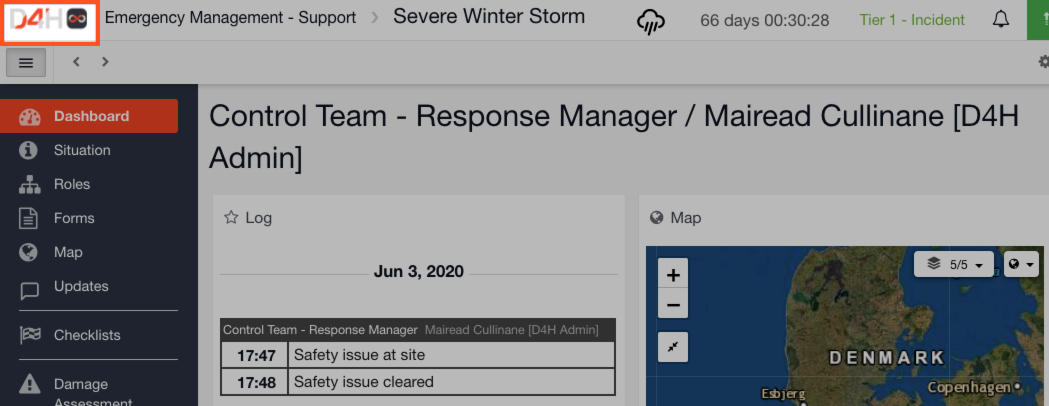 D4H
Emergency Management - Support
Severe Winter Storm
66 days 00:30:28
Tier 1 - Incident
Dashboard
Situation
Roles
Forms
Map
Updates
Checklists
Damage
Assessment
Control Team - Response Manager / Mairead Cullinane [D4H
Admin]
Log
Jun 3, 2020
Control Team - Response Manager Mairead Cullinane [D4H Admin]
17:47 Safety issue at site
17:48 Safety issue cleared
Map
+
5/5
−
DENMARK
Esbjerg
Copenhagen